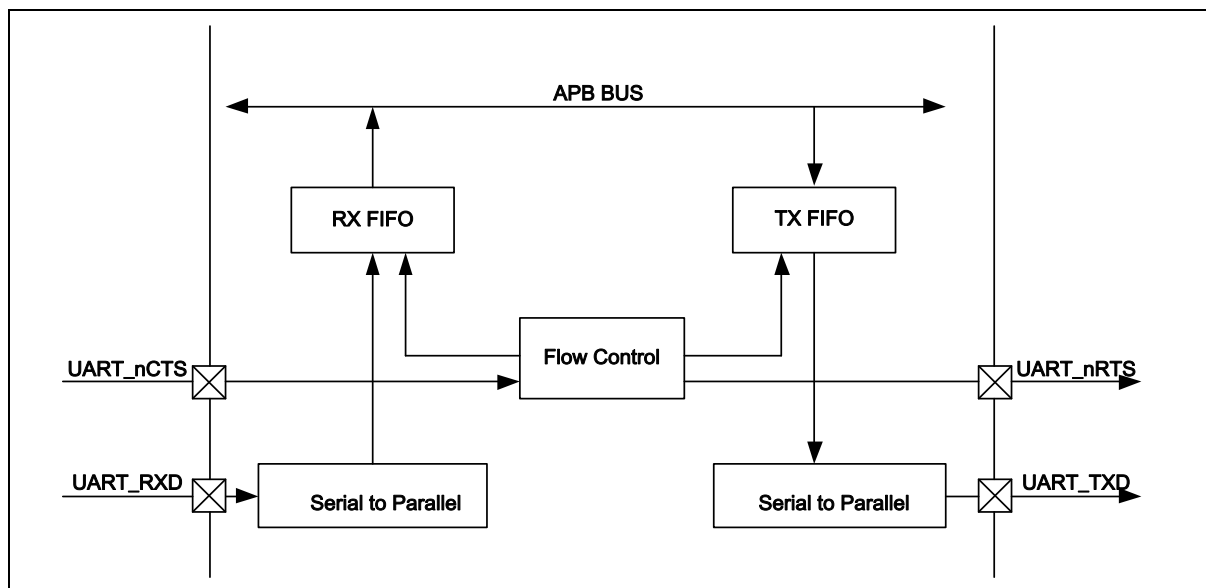 APB BUS
RX FIFO
TX FIFO
Flow Control
UART_nCTS
UART_nRTS
UART_RXD
Serial to Parallel
Serial to Parallel
UART_TXD